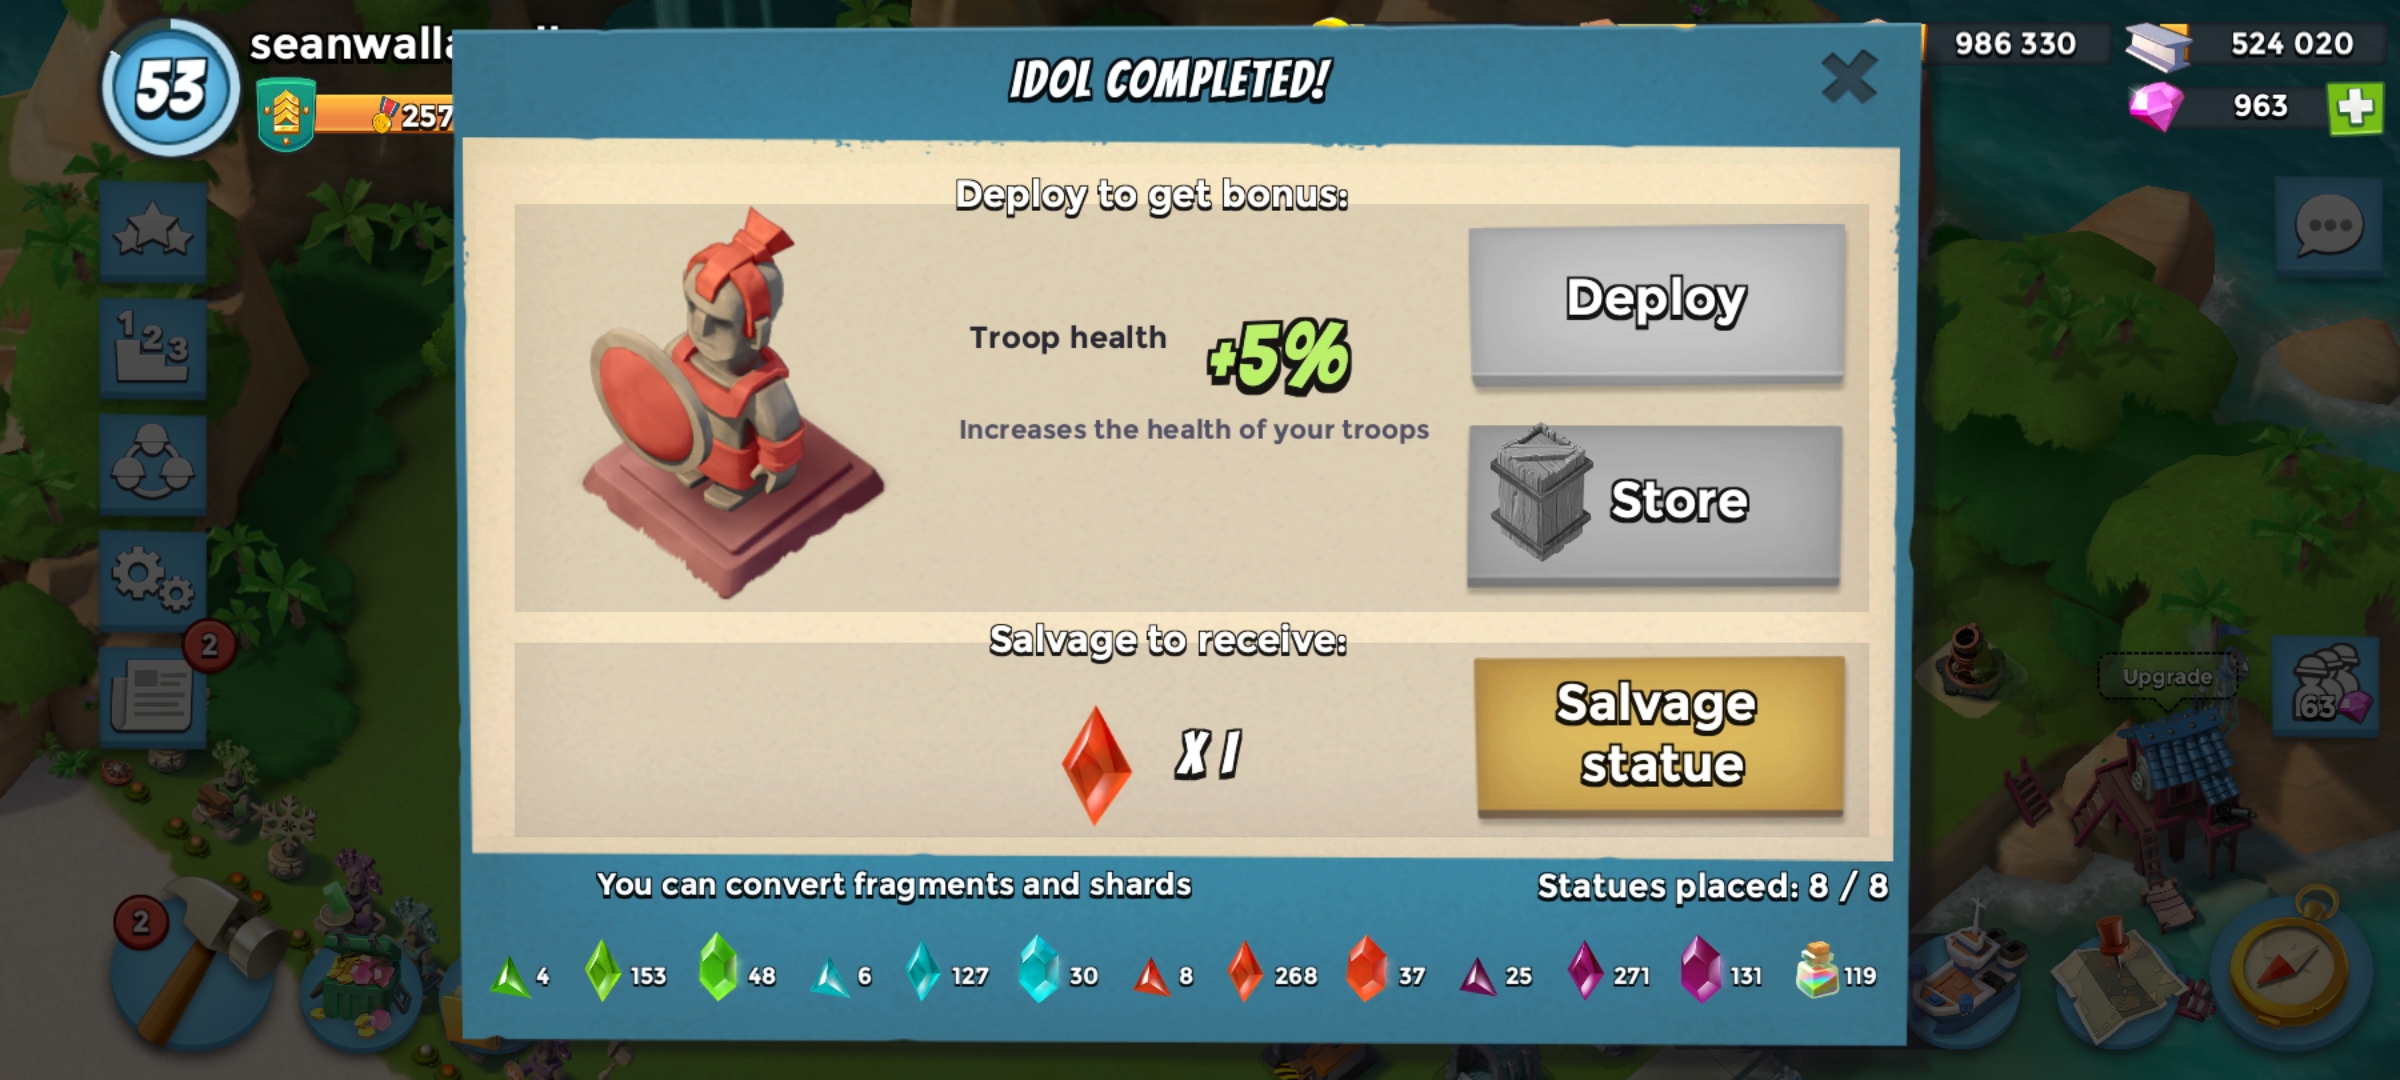 53
986 330
524 020
257
963
IDOL COMPLETED!
Deploy to get bonus:
Deploy
Troop health
+5%
Increases the health of your troops
Store
123
2
Salvage to receive:
X 1
Salvage
statue
Upgrade
63
2
You can convert fragments and shards
Statues placed: 8 / 8
4
153
48
6
127
30
8
268
37
25
271
131
119